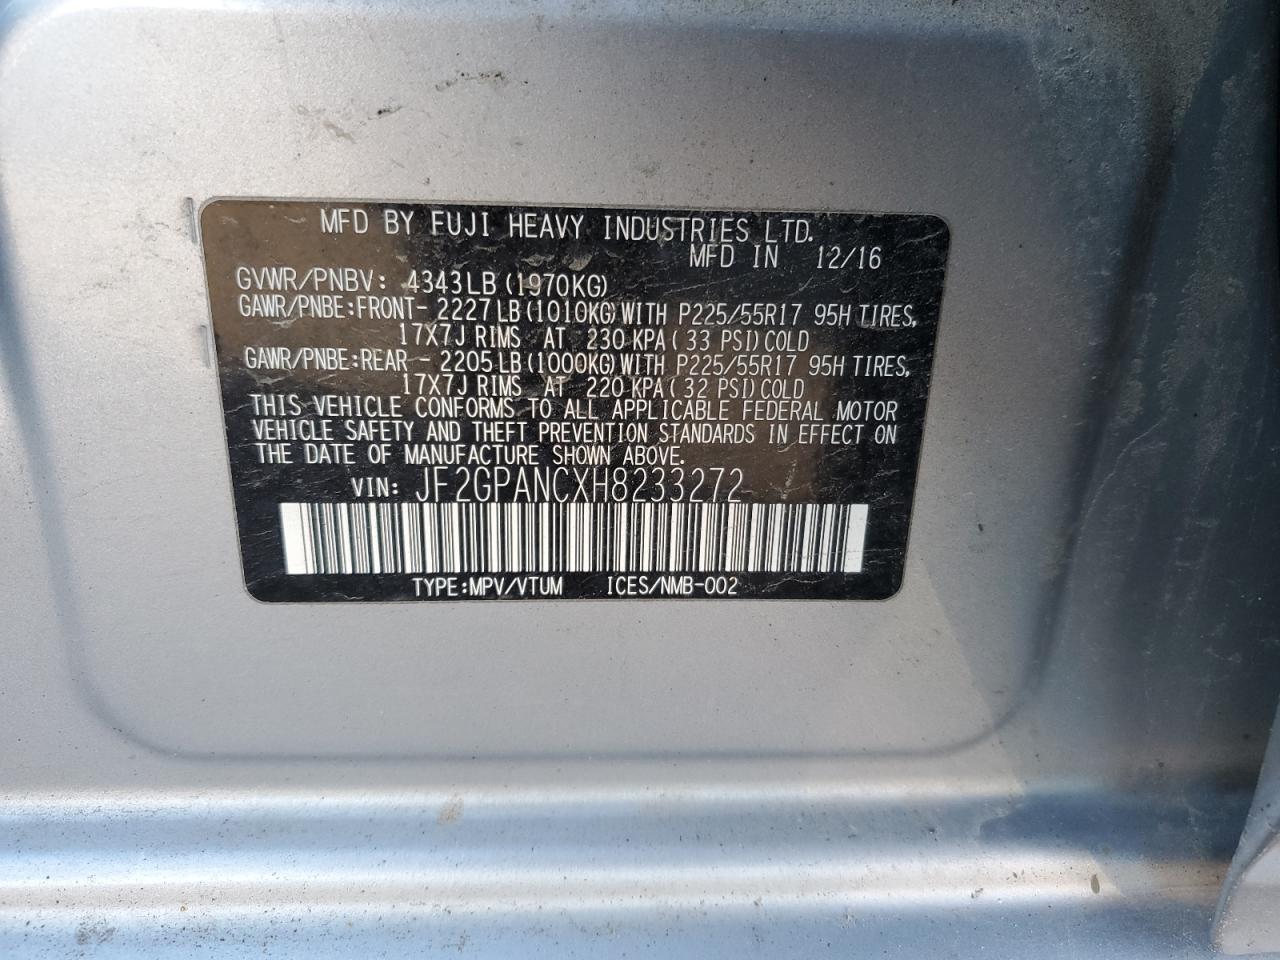 MFD BY FUJI HEAVY INDUSTRIES LTD.
MFD IN 12/16
GVWR/PNBV: 4343LB (1970KG)
GAWR/PNBE:FRONT- 2227LB (1010KG) WITH P225/55R17 95H TIRES,
17X7J RIMS AT 230 KPA ( 33 PSI) COLD
GAWR/PNBE:REAR - 2205LB (1000KG) WITH P225/55R17 95H TIRES,
17X7J RIMS AT 220 KPA ( 32 PSI) COLD
THIS VEHICLE CONFORMS TO ALL APPLICABLE FEDERAL MOTOR
VEHICLE SAFETY AND THEFT PREVENTION STANDARDS IN EFFECT ON
THE DATE OF MANUFACTURE SHOWN ABOVE.
VIN: JF2GPANCXH8233272
TYPE:MPV/VTUM ICES/NMB-002